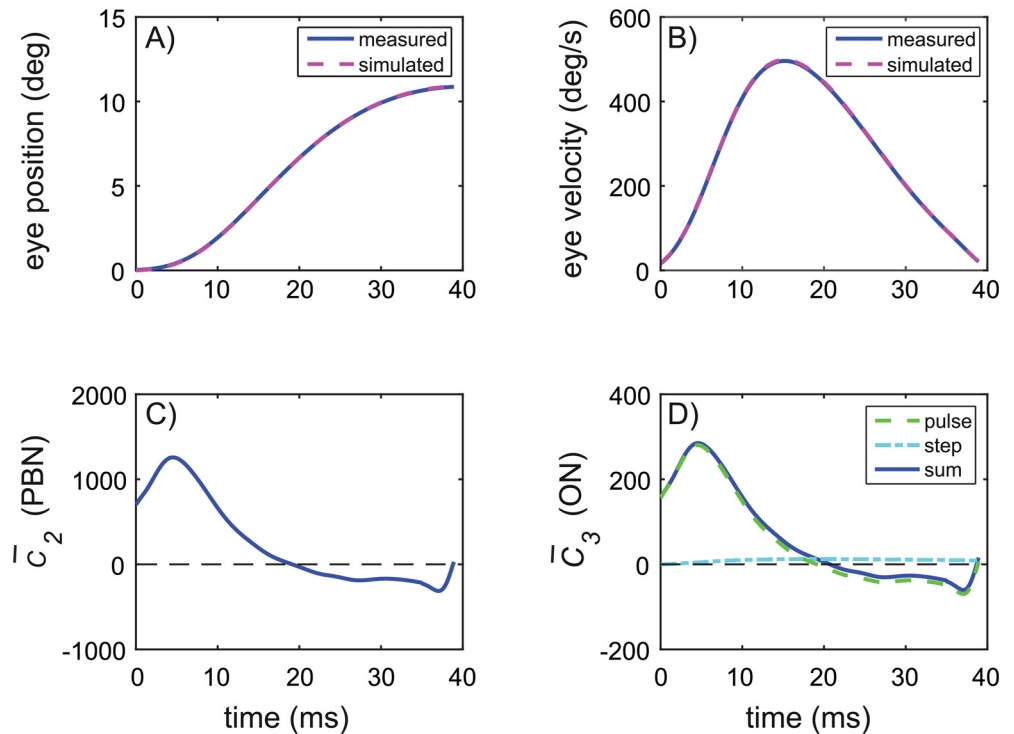 A)
measured
simulated
eye position (deg)
15
10
5
0
0 10 20 30 40
B)
measured
simulated
eye velocity (deg/s)
600
400
200
0
0 10 20 30 40
C)
c̅ 2 (PBN)
2000
1000
0
-1000
0 10 20 30 40
time (ms)
D)
pulse
step
sum
c̅ 3 (ON)
400
200
0
-200
0 10 20 30 40
time (ms)